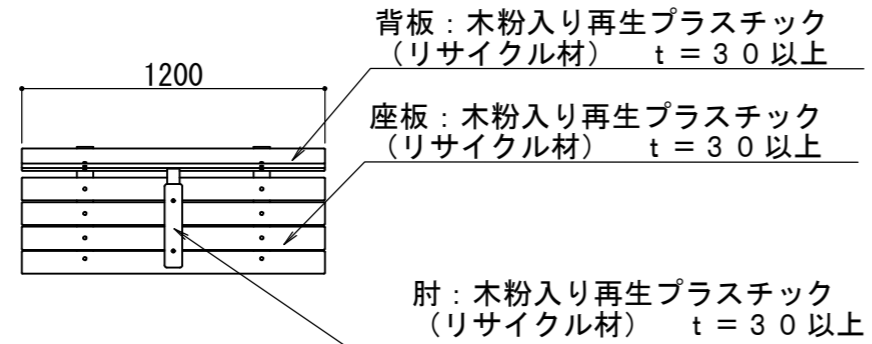 背板：木粉入り再生プラスチック
（リサイクル材）　ｔ＝３０以上
1200
座板：木粉入り再生プラスチック
（リサイクル材）　ｔ＝３０以上
肘：木粉入り再生プラスチック
（リサイクル材）　ｔ＝３０以上